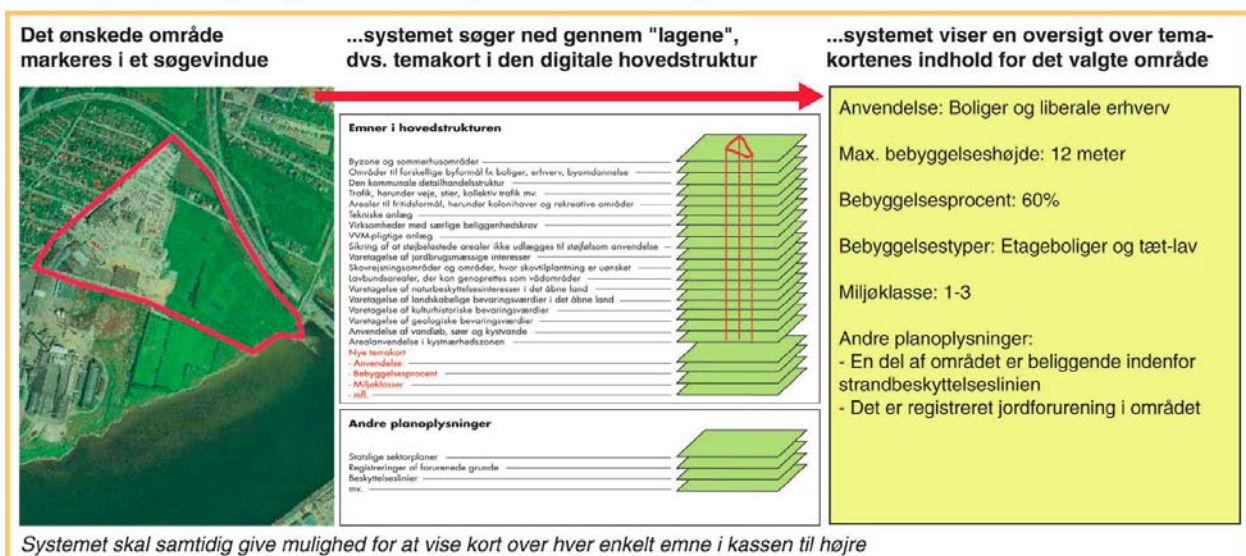 Det ønskede område
markeres i et søgevindue
...systemet søger ned gennem "lagene",
dvs. temakort i den digitale hovedstruktur
...systemet viser en oversigt over tema-
kortenes indhold for det valgte område
Emner i hovedstrukturen
Byzone og sommerhusområder
Områder til forskellige byformål fx boliger, erhverv, byomdannelse
Den kommunale detailhandelsstruktur
Trafik, herunder veje, stier, kollektiv trafik mv.
Arealer til fritidsformål, herunder kolonihaver og rekreative områder
Tekniske anlæg
Virksomheder med særlige beliggenhedskrav
VVM-pligtige anlæg
Sikring af at støjbelastede arealer ikke udlægges til støjfølsom anvendelse
Varetagelse af jordbrugsmæssige interesser
Skovrejsningsområder og områder, hvor skovtilplantning er uønsket
Lavbundsarealer, der kan genoprettes som vådområder
Varetagelse af naturbeskyttelsesinteresser i det åbne land
Varetagelse af landskabelige bevaringsværdier i det åbne land
Varetagelse af kulturhistoriske bevaringsværdier
Varetagelse af geologiske bevaringsværdier
Anvendelse af vandløb, søer og kystvande
Arealanvendelse i kystnærhedszonen
Nye temakort
- Anvendelse
- Bebyggelsesprocent
- Miljøklasser
- mfl.
Andre planoplysninger
Statslige sektorplaner
Registreringer af forurenede grunde
Beskyttelseslinier
mv.
Anvendelse: Boliger og liberale erhverv
Max. bebyggelseshøjde: 12 meter
Bebyggelsesprocent: 60%
Bebyggelsestyper: Etageboliger og tæt-lav
Miljøklasse: 1-3
Andre planoplysninger:
- En del af området er beliggende indenfor
strandbeskyttelseslinien
- Det er registreret jordforurening i området
Systemet skal samtidig give mulighed for at vise kort over hver enkelt emne i kassen til højre